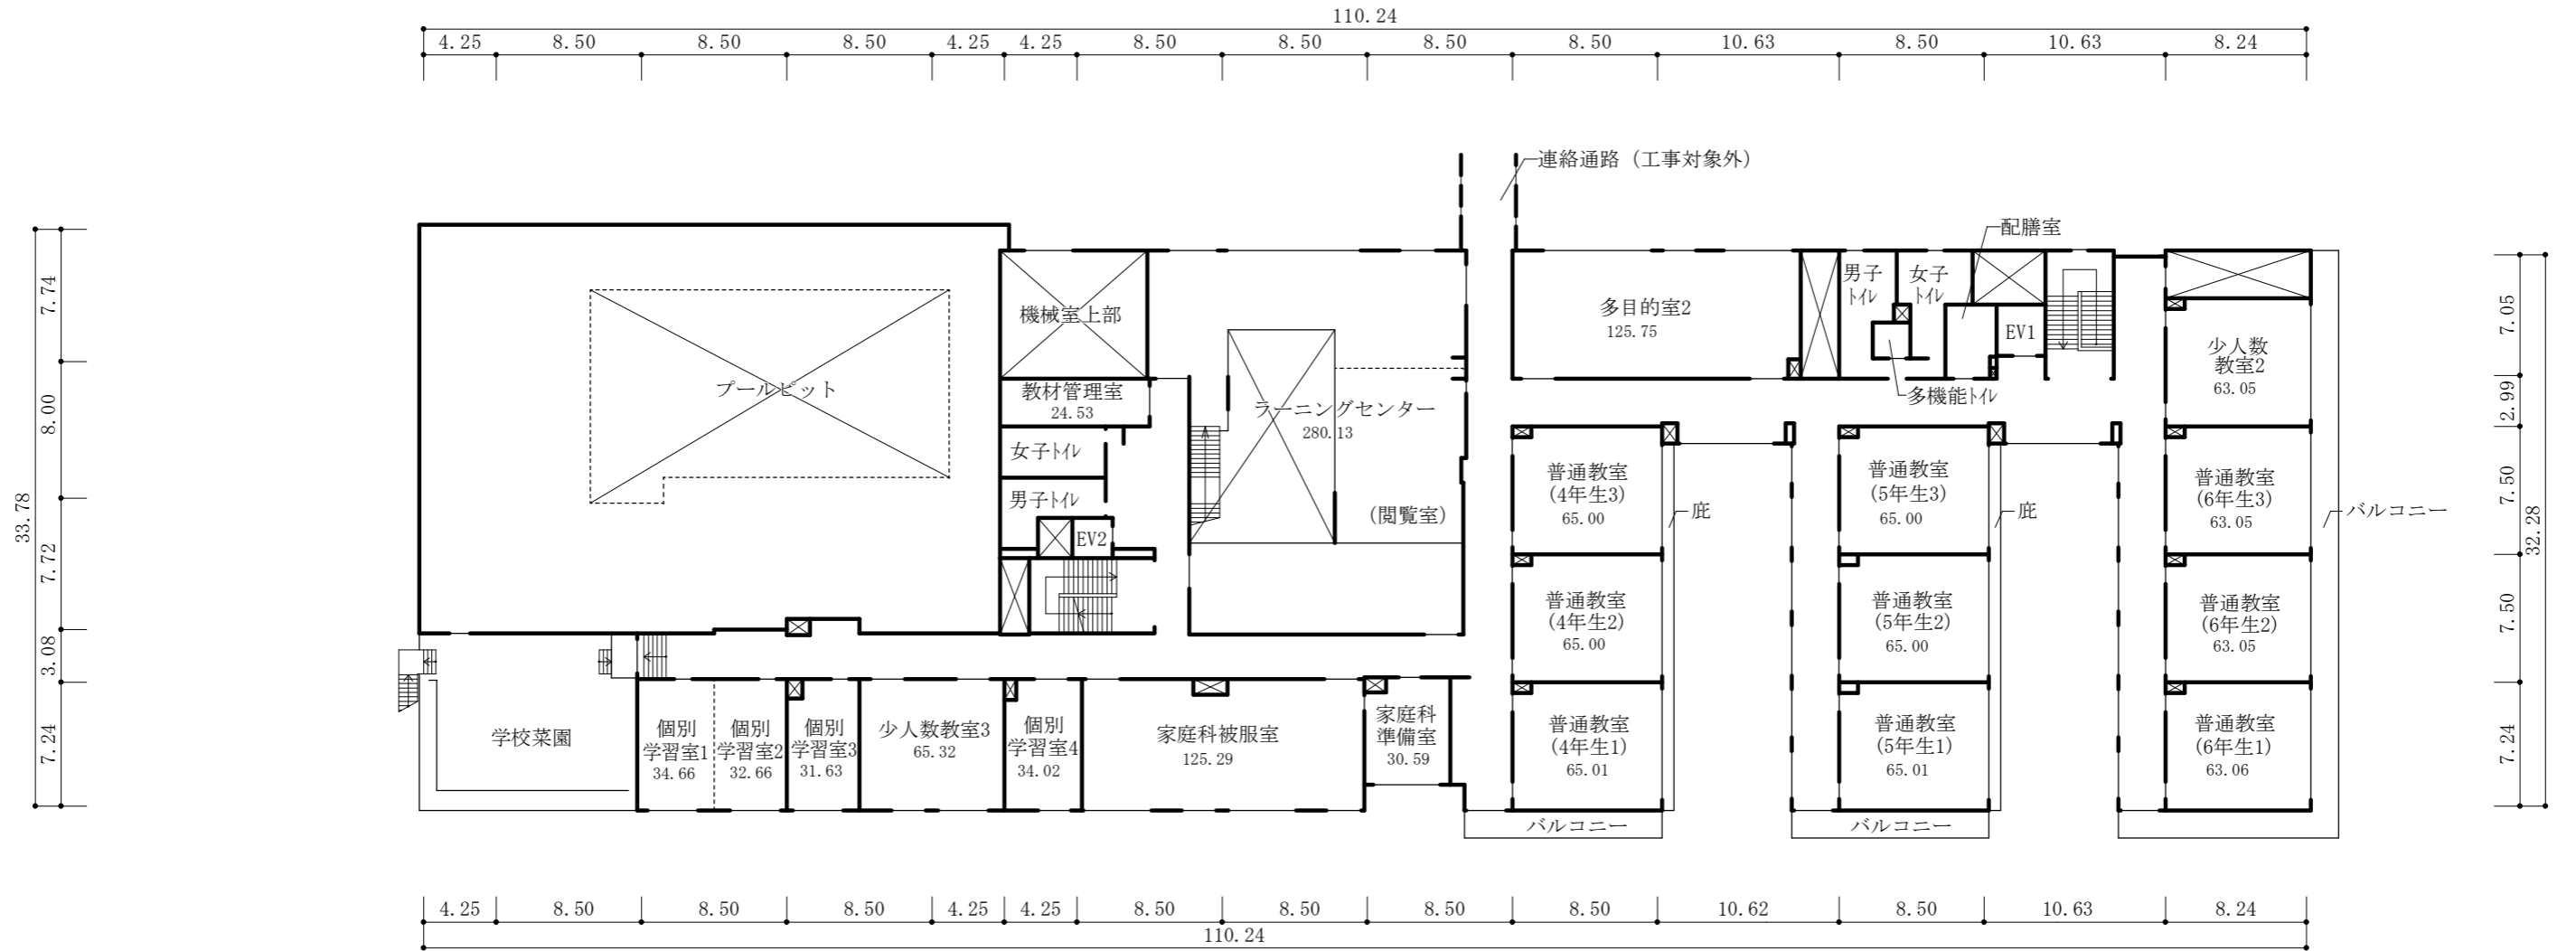 110.24
4.25 8.50 8.50 8.50 4.25 4.25 8.50 8.50 8.50 8.50 10.63 8.50 10.63 8.24
連絡通路（工事対象外）
配膳室
33.78
7.74
8.00
7.72
3.08
7.24
プールピット
機械室上部
教材管理室
24.53
女子トイレ
男子トイレ
EV2
ラーニングセンター
280.13
（閲覧室）
多目的室2
125.75
男子
トイレ
女子
トイレ
EV1
多機能トイレ
少人数
教室2
63.05
普通教室
(4年生3)
65.00
庇
普通教室
(5年生3)
65.00
庇
普通教室
(6年生3)
63.05
バルコニー
普通教室
(4年生2)
65.00
普通教室
(5年生2)
65.00
普通教室
(6年生2)
63.05
学校菜園
個別
学習室1
34.66
個別
学習室2
32.66
個別
学習室3
31.63
少人数教室3
65.32
個別
学習室4
34.02
家庭科被服室
125.29
家庭科
準備室
30.59
普通教室
(4年生1)
65.01
普通教室
(5年生1)
65.01
普通教室
(6年生1)
63.06
バルコニー
バルコニー
7.05
2.99
7.50
7.50
7.24
32.28
4.25 8.50 8.50 8.50 4.25 4.25 8.50 8.50 8.50 8.50 10.62 8.50 10.63 8.24
110.24